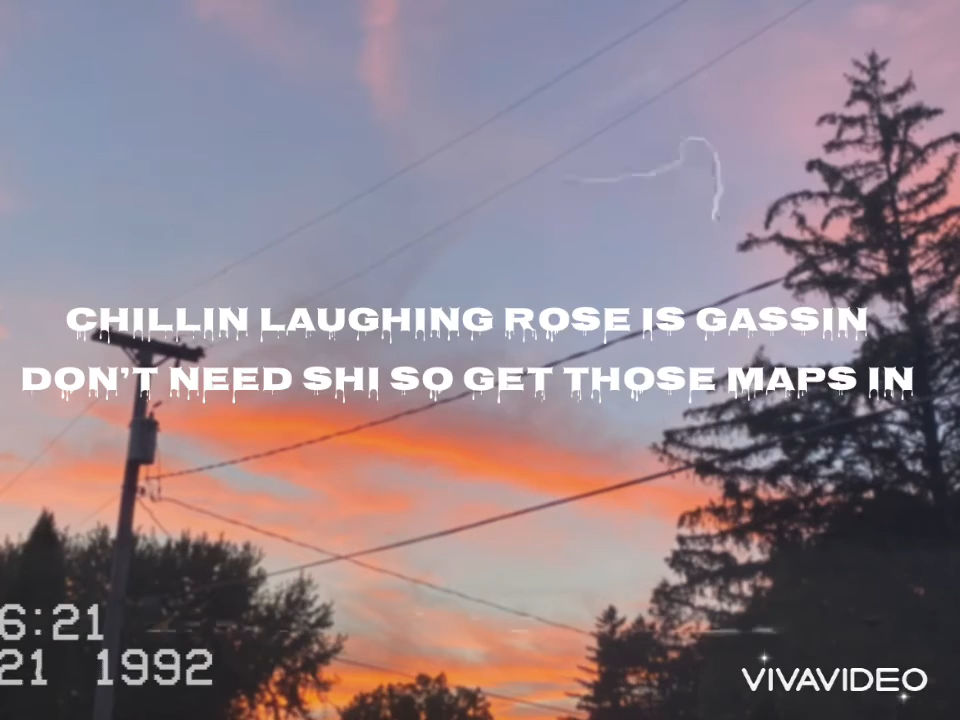 CHILLIN LAUGHING ROSE IS GASSIN
DON'T NEED SHI SO GET THOSE MAPS IN
6:21
21 1992
VIVAVIDEO